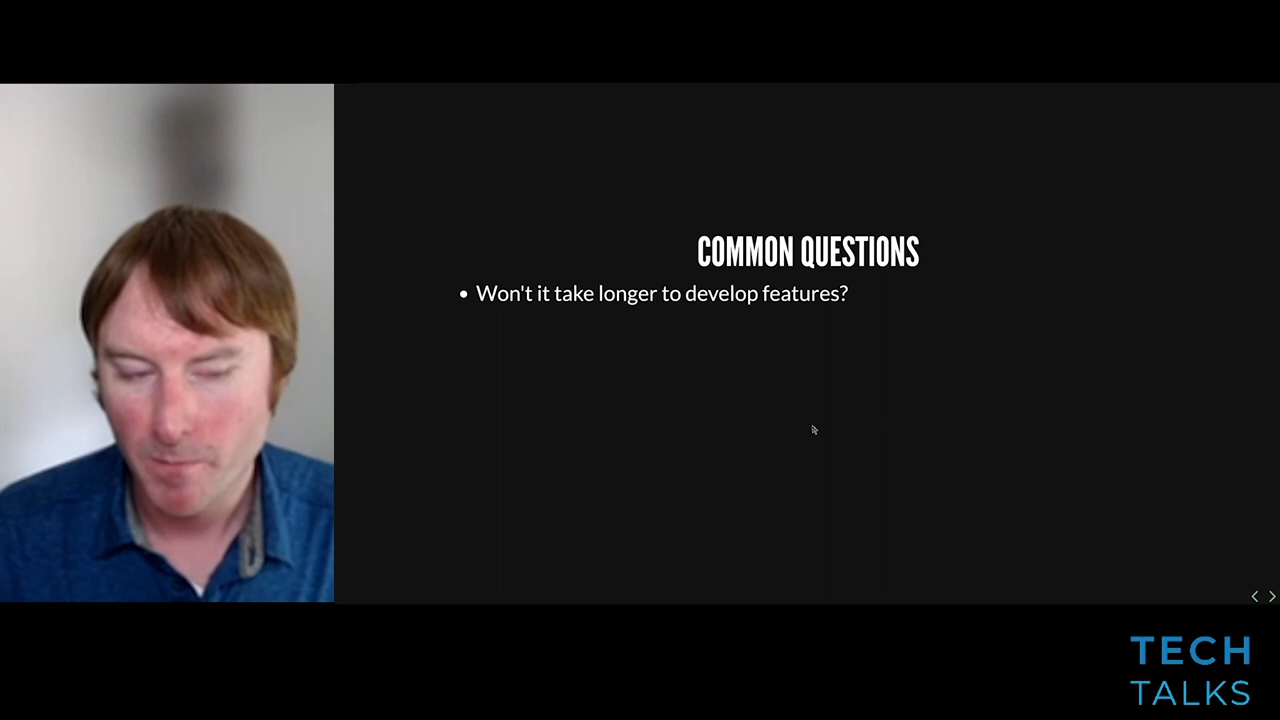 COMMON QUESTIONS
• Won't it take longer to develop features?
TECH
TALKS